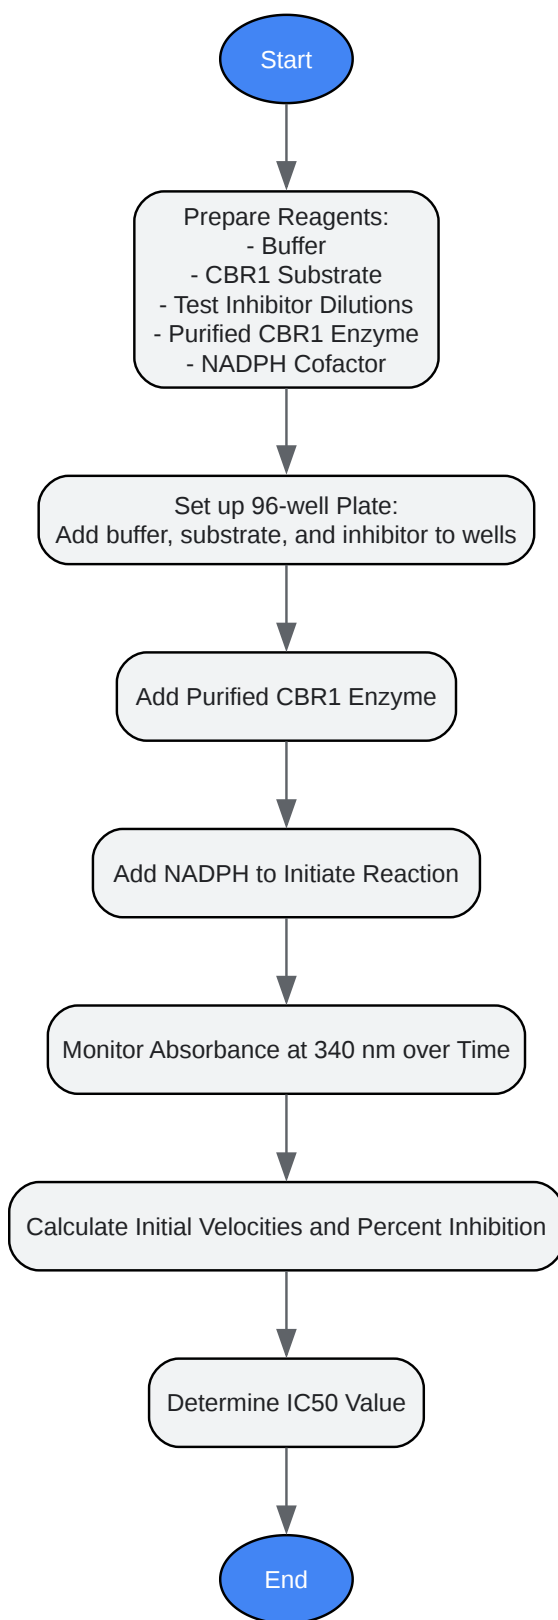 Start
Prepare Reagents:
- Buffer
- CBR1 Substrate
- Test Inhibitor Dilutions
- Purified CBR1 Enzyme
- NADPH Cofactor
Set up 96-well Plate:
Add buffer, substrate, and inhibitor to wells
Add Purified CBR1 Enzyme
Add NADPH to Initiate Reaction
Monitor Absorbance at 340 nm over Time
Calculate Initial Velocities and Percent Inhibition
Determine IC50 Value
End